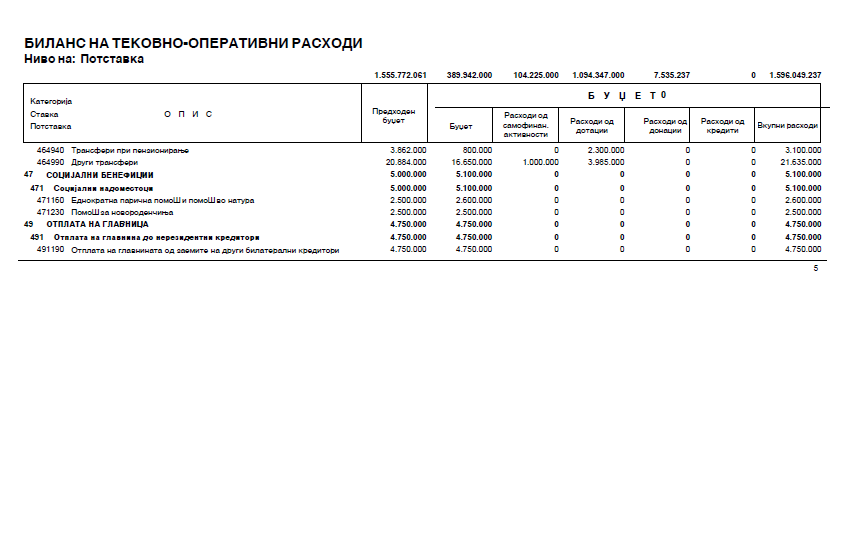 БИЛАНС НА ТЕКОВНО-ОПЕРАТИВНИ РАСХОДИ
Ниво на: Потставка
1.555.772.061 389.942.000 104.225.000 1.094.347.000 7.535.237 0 1.596.049.237
Категорија
Ставка О П И С
Потставка
Предходен буџет
Б У Џ Е Т 0
Буџет
Расходи од самофинан. активности
Расходи од дотации
Расходи од донации
Расходи од кредити
Вкупни расходи
464940 Трансфери при пензионирање 3.862.000 800.000 0 2.300.000 0 0 3.100.000
464990 Други трансфери 20.884.000 16.650.000 1.000.000 3.985.000 0 0 21.635.000
47 СОЦИЈАЛНИ БЕНЕФИЦИИ 5.000.000 5.100.000 0 0 0 0 5.100.000
471 Социјални надоместоци 5.000.000 5.100.000 0 0 0 0 5.100.000
471160 Еднократна парична помоШ и помоШ во натура 2.500.000 2.600.000 0 0 0 0 2.600.000
471230 ПомоШ за новороденчиња 2.500.000 2.500.000 0 0 0 0 2.500.000
49 ОТПЛАТА НА ГЛАВНИЦА 4.750.000 4.750.000 0 0 0 0 4.750.000
491 Отплата на главнина до нерезидентни кредитори 4.750.000 4.750.000 0 0 0 0 4.750.000
491190 Отплата на главнината од заемите на други билатерални кредитори 4.750.000 4.750.000 0 0 0 0 4.750.000
5